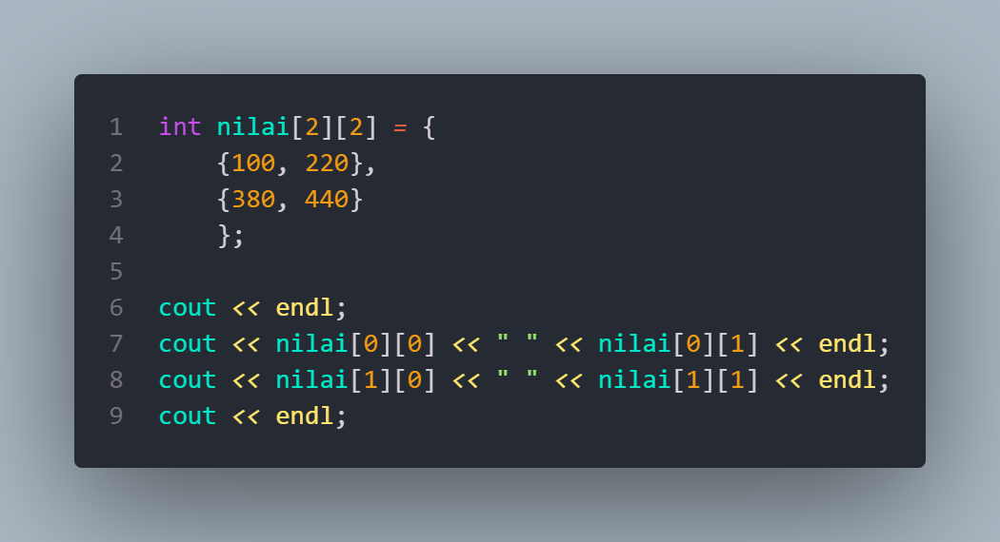 1 int nilai[2][2] = {
2     {100, 220},
3     {380, 440}
4     };
5
6 cout << endl;
7 cout << nilai[0][0] << " " << nilai[0][1] << endl;
8 cout << nilai[1][0] << " " << nilai[1][1] << endl;
9 cout << endl;